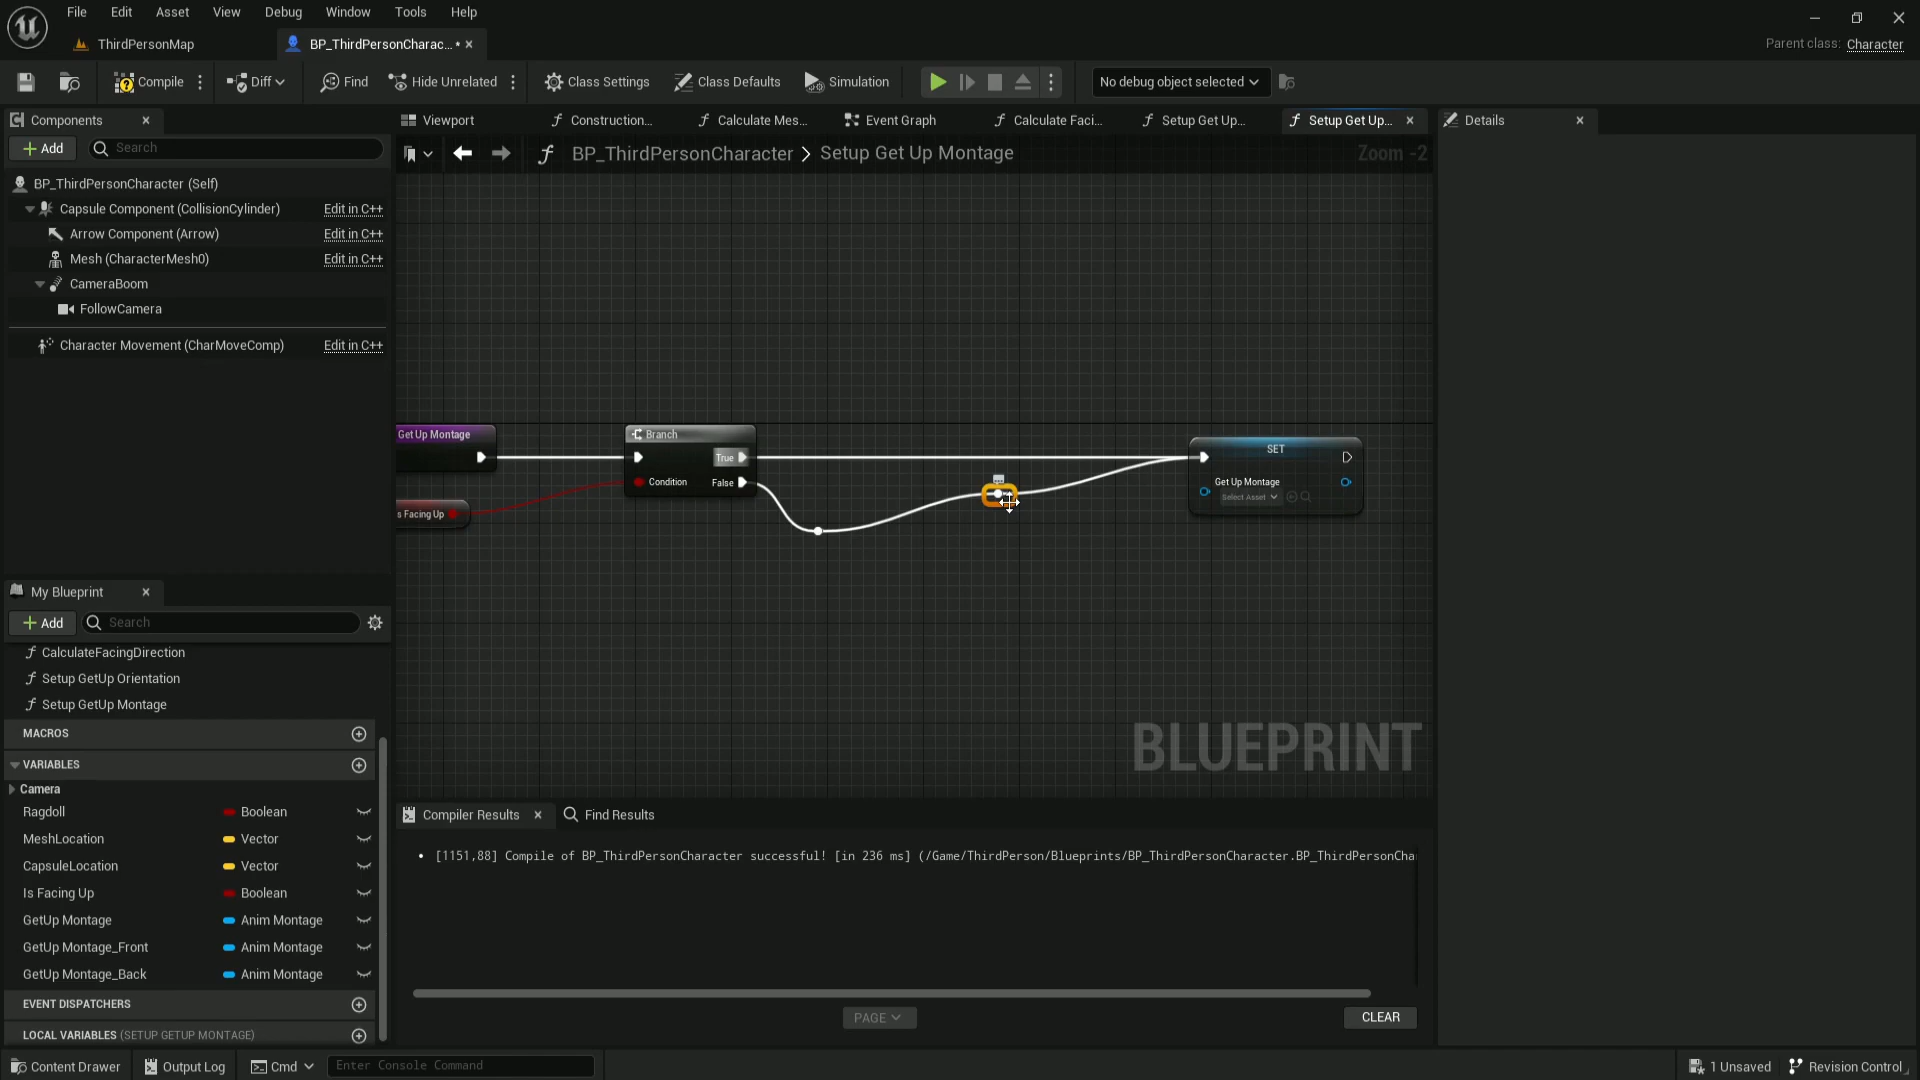 File Edit Asset View Debug Window Tools Help
ThirdPersonMap
BP_ThirdPersonCharac... •
Parent class: Character
Compile
Diff
Find
Hide Unrelated
Class Settings
Class Defaults
Simulation
No debug object selected
Components
Viewport
Construction...
Calculate Mes...
Event Graph
Calculate Faci...
Setup Get Up...
Setup Get Up...
Details
Add
Search
BP_ThirdPersonCharacter > Setup Get Up Montage
Zoom -2
BP_ThirdPersonCharacter (Self)
Capsule Component (CollisionCylinder) Edit in C++
Arrow Component (Arrow) Edit in C++
Mesh (CharacterMesh0) Edit in C++
CameraBoom
FollowCamera
Character Movement (CharMoveComp) Edit in C++
Get Up Montage
Branch
True
Condition False
s Facing Up
SET
Get Up Montage
Select Asset
BLUEPRINT
My Blueprint
Add
Search
CalculateFacingDirection
Setup GetUp Orientation
Setup GetUp Montage
MACROS
VARIABLES
Camera
Ragdoll Boolean
MeshLocation Vector
CapsuleLocation Vector
Is Facing Up Boolean
GetUp Montage Anim Montage
GetUp Montage_Front Anim Montage
GetUp Montage_Back Anim Montage
EVENT DISPATCHERS
LOCAL VARIABLES (SETUP GETUP MONTAGE)
Compiler Results
Find Results
• [1151,88] Compile of BP_ThirdPersonCharacter successful! [in 236 ms] (/Game/ThirdPerson/Blueprints/BP_ThirdPersonCharacter.BP_ThirdPersonCha
PAGE
CLEAR
Content Drawer
Output Log
Cmd
Enter Console Command
1 Unsaved
Revision Control